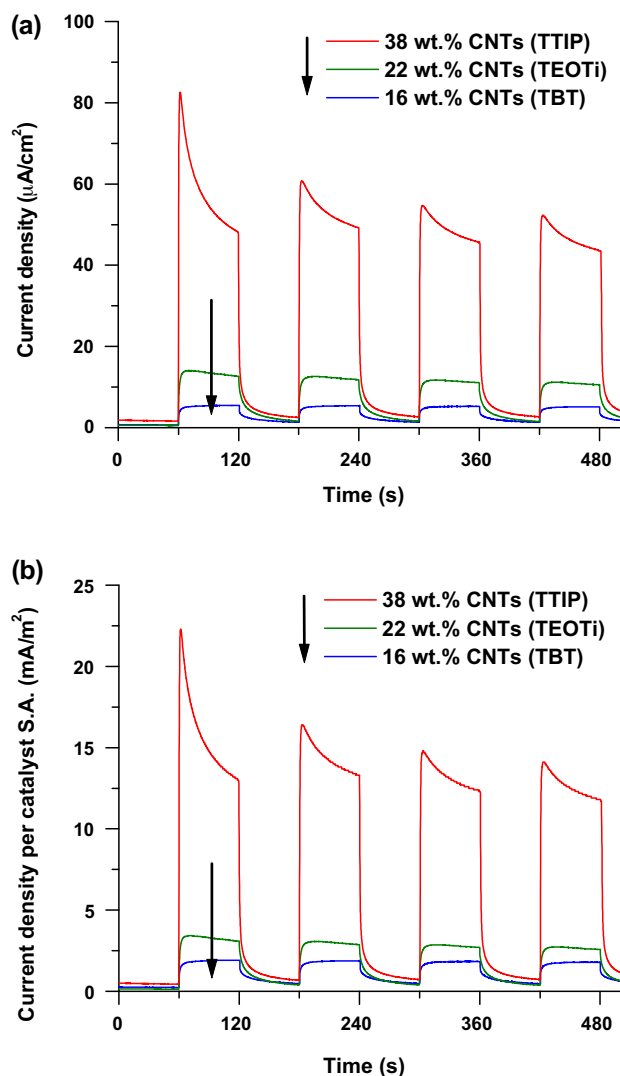 (a)
100
80
60
40
20
0
Current density (μA/cm²)
38 wt.% CNTs (TTIP)
22 wt.% CNTs (TEOTi)
16 wt.% CNTs (TBT)
0 120 240 360 480
Time (s)
(b)
25
20
15
10
5
0
Current density per catalyst S.A. (mA/m²)
38 wt.% CNTs (TTIP)
22 wt.% CNTs (TEOTi)
16 wt.% CNTs (TBT)
0 120 240 360 480
Time (s)